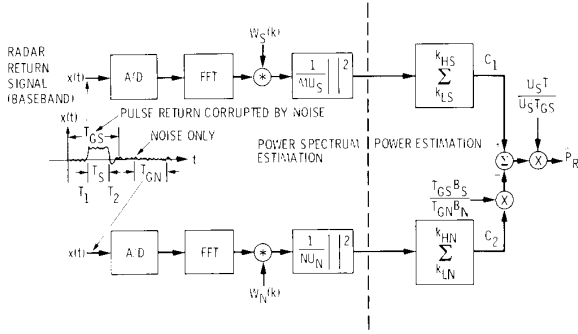 RADAR
RETURN
SIGNAL
(BASEBAND)
x(t)
A/D
FFT
*
W_S(k)
1/MU_S | |²
k_HS
Σ
k_LS
C_1
U_S T / U_S T_GS
x(t)
PULSE RETURN CORRUPTED BY NOISE
T_GS
NOISE ONLY
t
T_S
T_GN
T_1
T_2
POWER SPECTRUM
ESTIMATION
POWER ESTIMATION
+
Σ
X
P̂_R
−
T_GS B_S / T_GN B_N
X
x(t)
A/D
FFT
*
W_N(k)
1/NU_N | |²
k_HN
Σ
k_LN
C_2